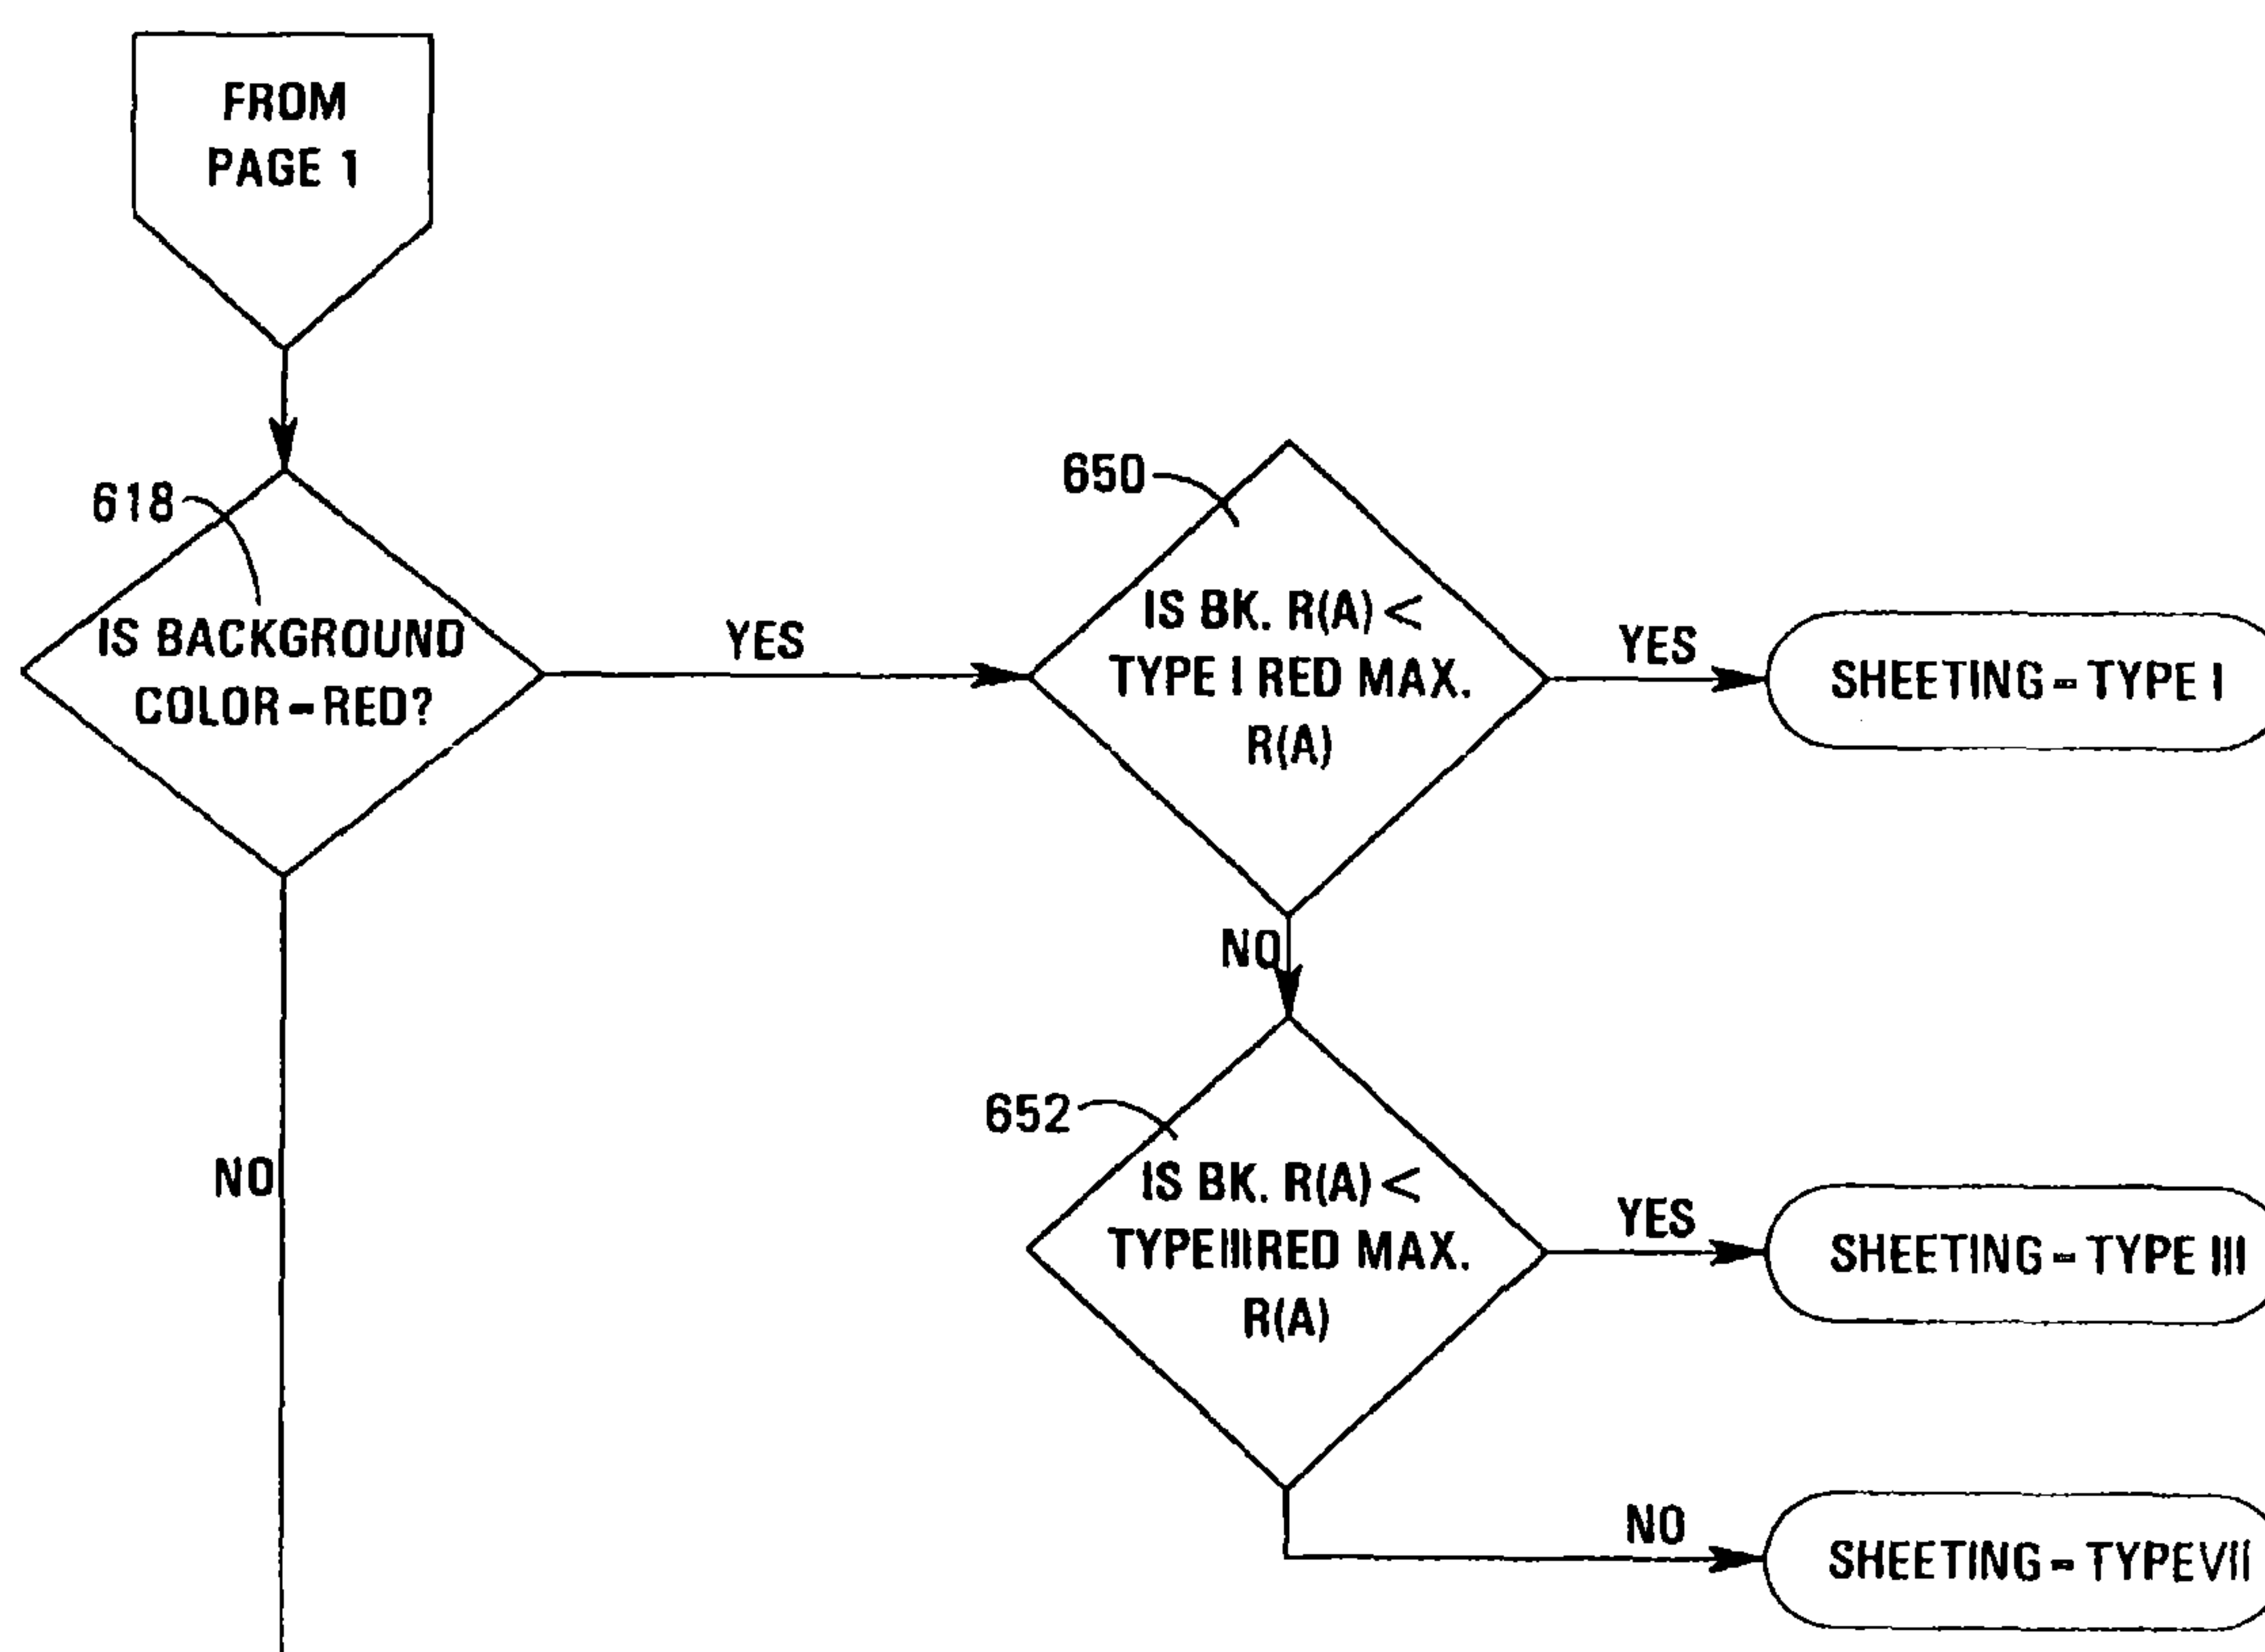 FROM
PAGE 1
618
IS BACKGROUND
COLOR=RED?
YES
NO
650
IS BK. R(A) <
TYPE I RED MAX.
R(A)
YES
SHEETING = TYPE I
NO
652
IS BK. R(A) <
TYPE III RED MAX.
R(A)
YES
SHEETING = TYPE III
NO
SHEETING = TYPE VII